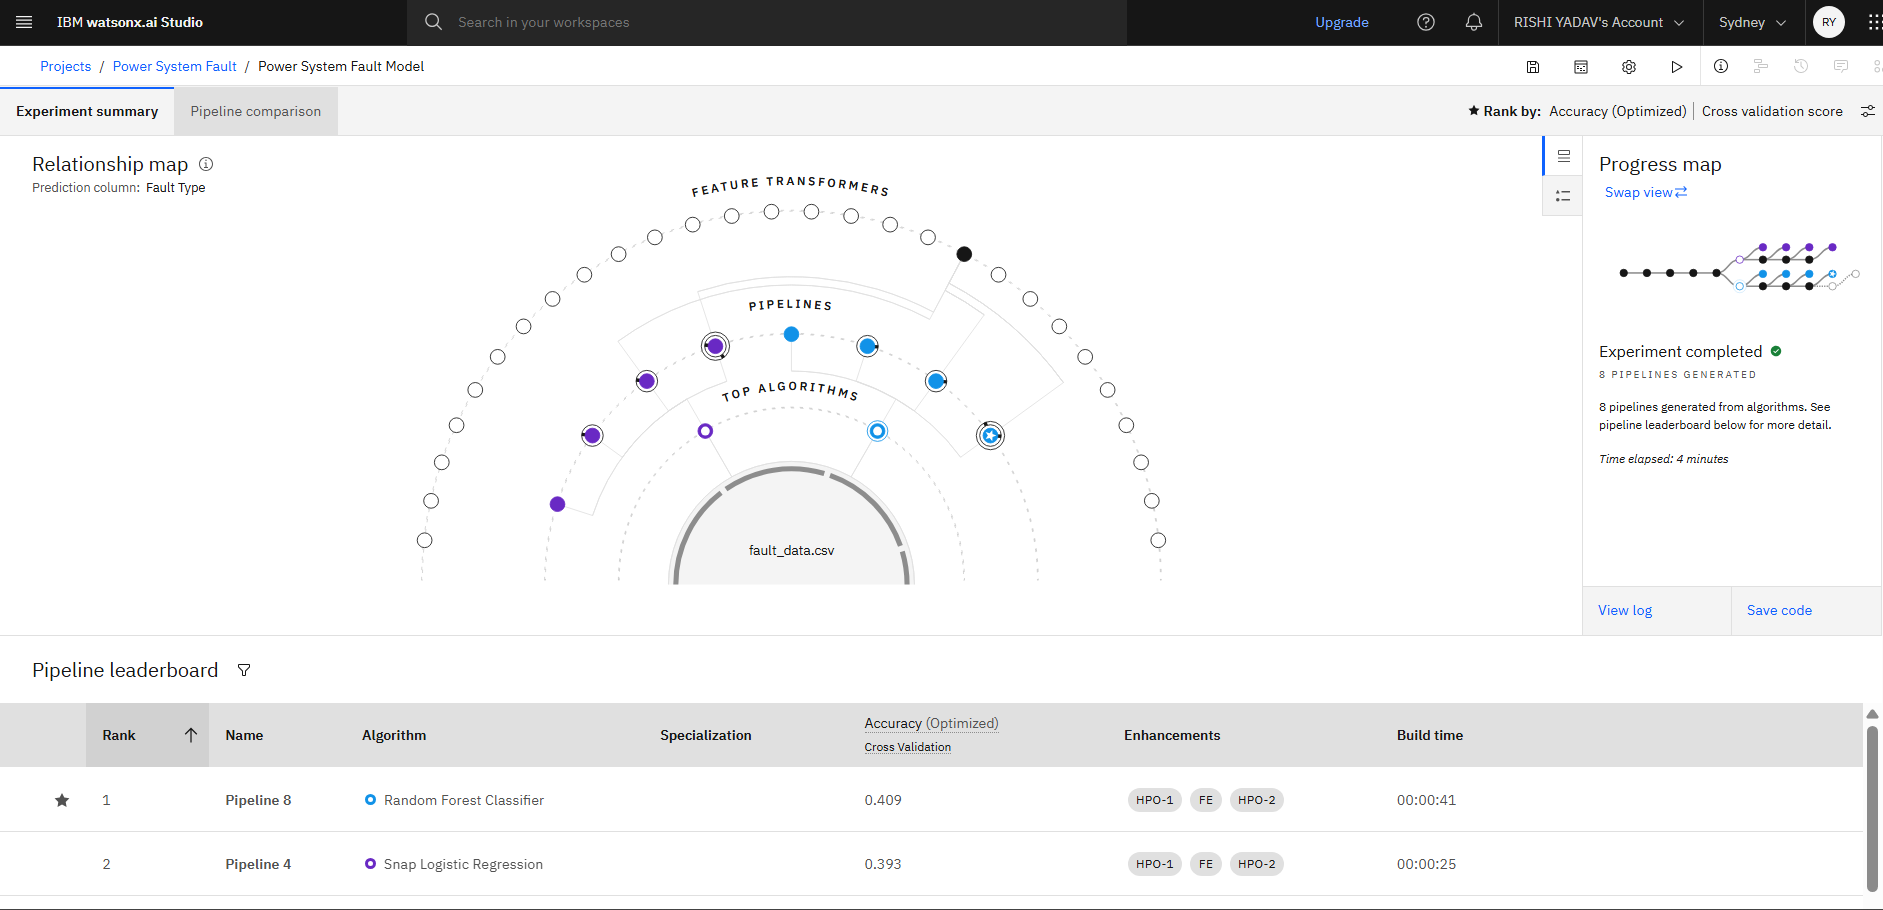 IBM watsonx.ai Studio
Search in your workspaces
Upgrade
RISHI YADAV's Account
Sydney
RY
Projects / Power System Fault / Power System Fault Model
Experiment summary
Pipeline comparison
Rank by: Accuracy (Optimized) | Cross validation score
Relationship map
Prediction column: Fault Type
FEATURE TRANSFORMERS
PIPELINES
TOP ALGORITHMS
fault_data.csv
Progress map
Swap view
Experiment completed
8 PIPELINES GENERATED
8 pipelines generated from algorithms. See
pipeline leaderboard below for more detail.
Time elapsed: 4 minutes
View log
Save code
Pipeline leaderboard
Rank Name Algorithm Specialization Accuracy (Optimized) Enhancements Build time
Cross Validation
1 Pipeline 8 Random Forest Classifier 0.409 HPO-1 FE HPO-2 00:00:41
2 Pipeline 4 Snap Logistic Regression 0.393 HPO-1 FE HPO-2 00:00:25